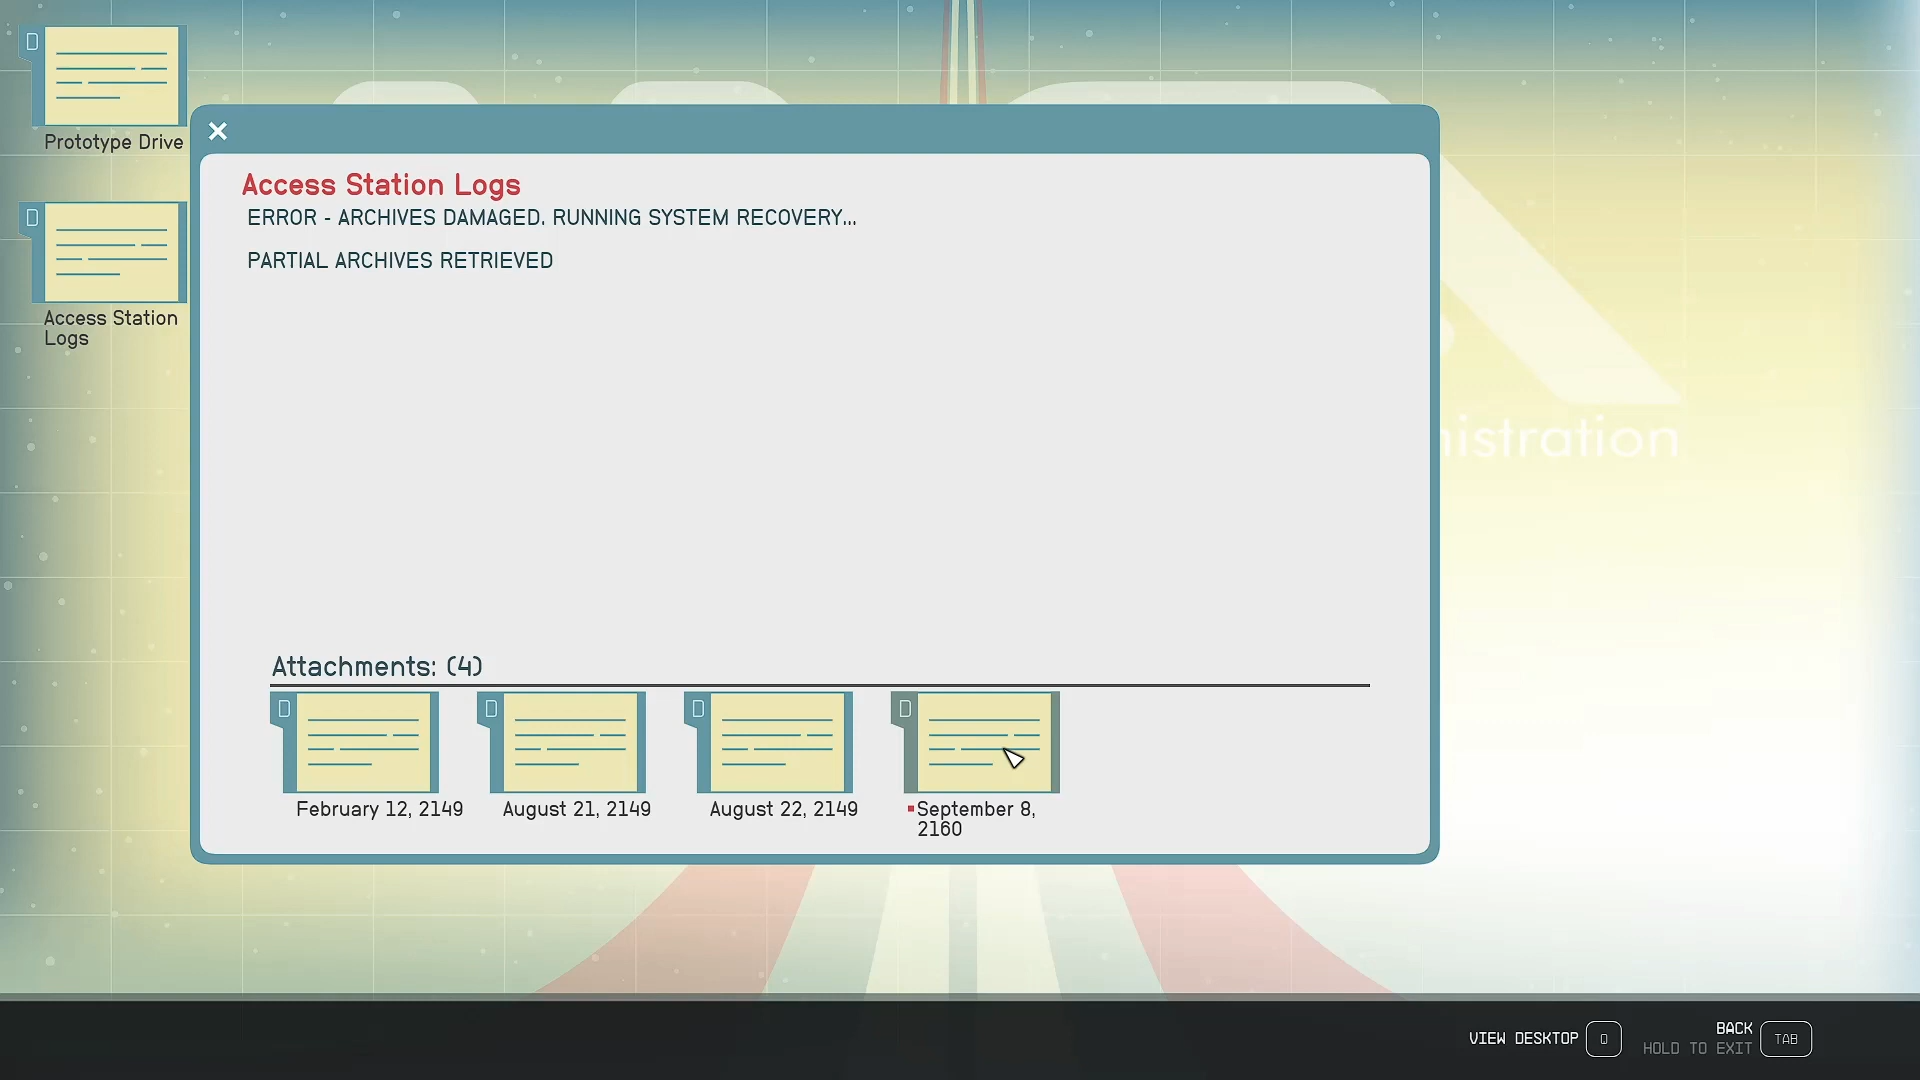 Prototype Drive
Access Station
Logs
Access Station Logs
ERROR - ARCHIVES DAMAGED. RUNNING SYSTEM RECOVERY...
PARTIAL ARCHIVES RETRIEVED
nistration
Attachments: (4)
February 12, 2149
August 21, 2149
August 22, 2149
September 8,
2160
VIEW DESKTOP Q
BACK
HOLD TO EXIT TAB